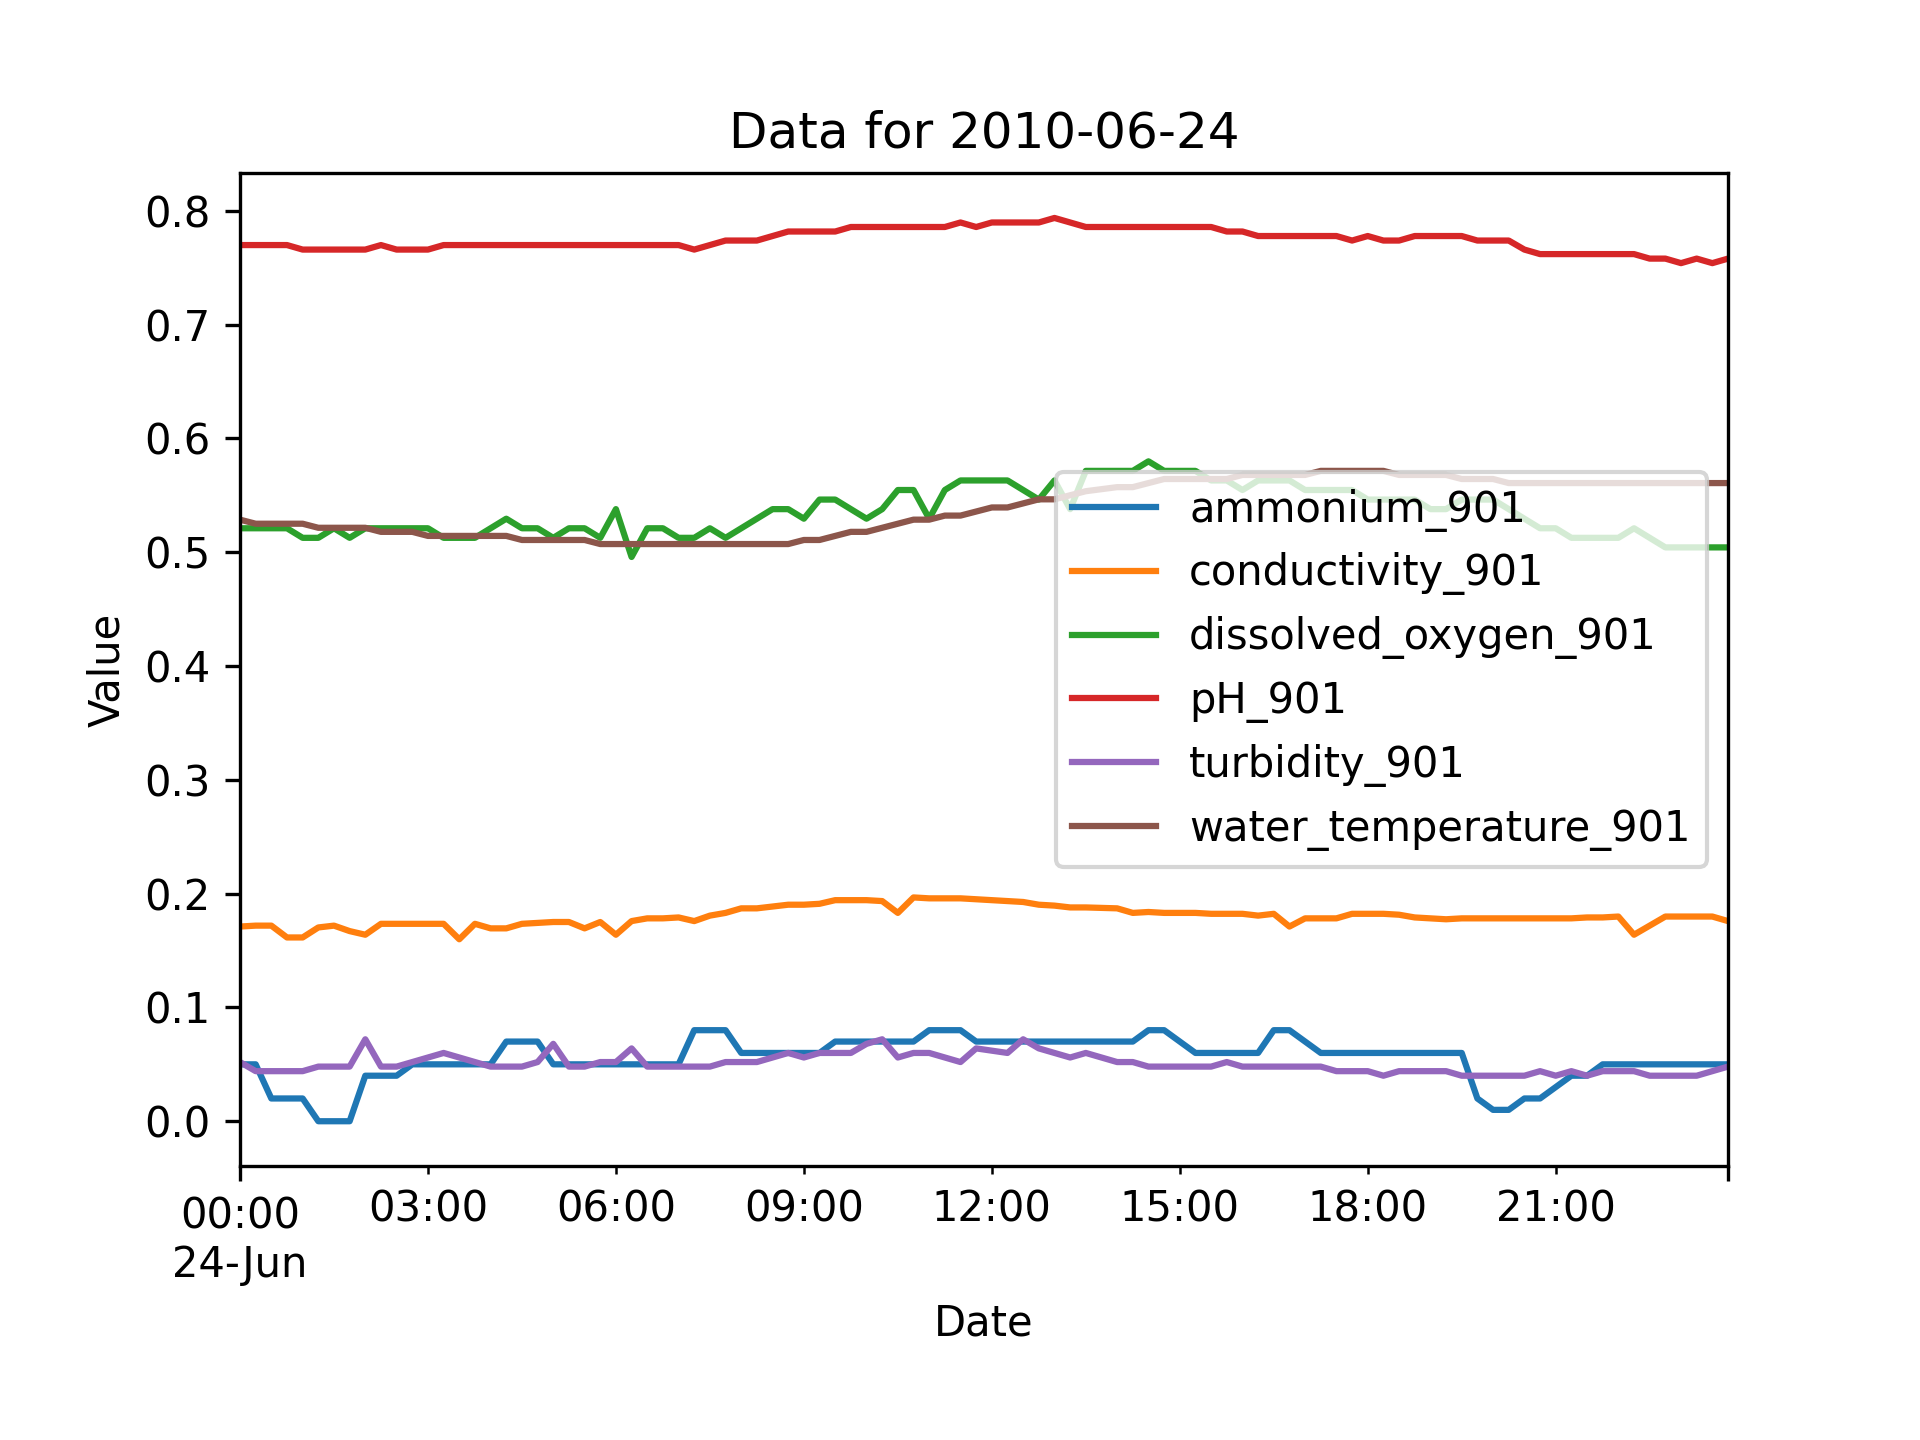 Data for 2010-06-24
0.8
0.7
0.6
0.5
0.4
0.3
0.2
0.1
0.0
Value
ammonium_901
conductivity_901
dissolved_oxygen_901
pH_901
turbidity_901
water_temperature_901
00:00 03:00 06:00 09:00 12:00 15:00 18:00 21:00
24-Jun
Date